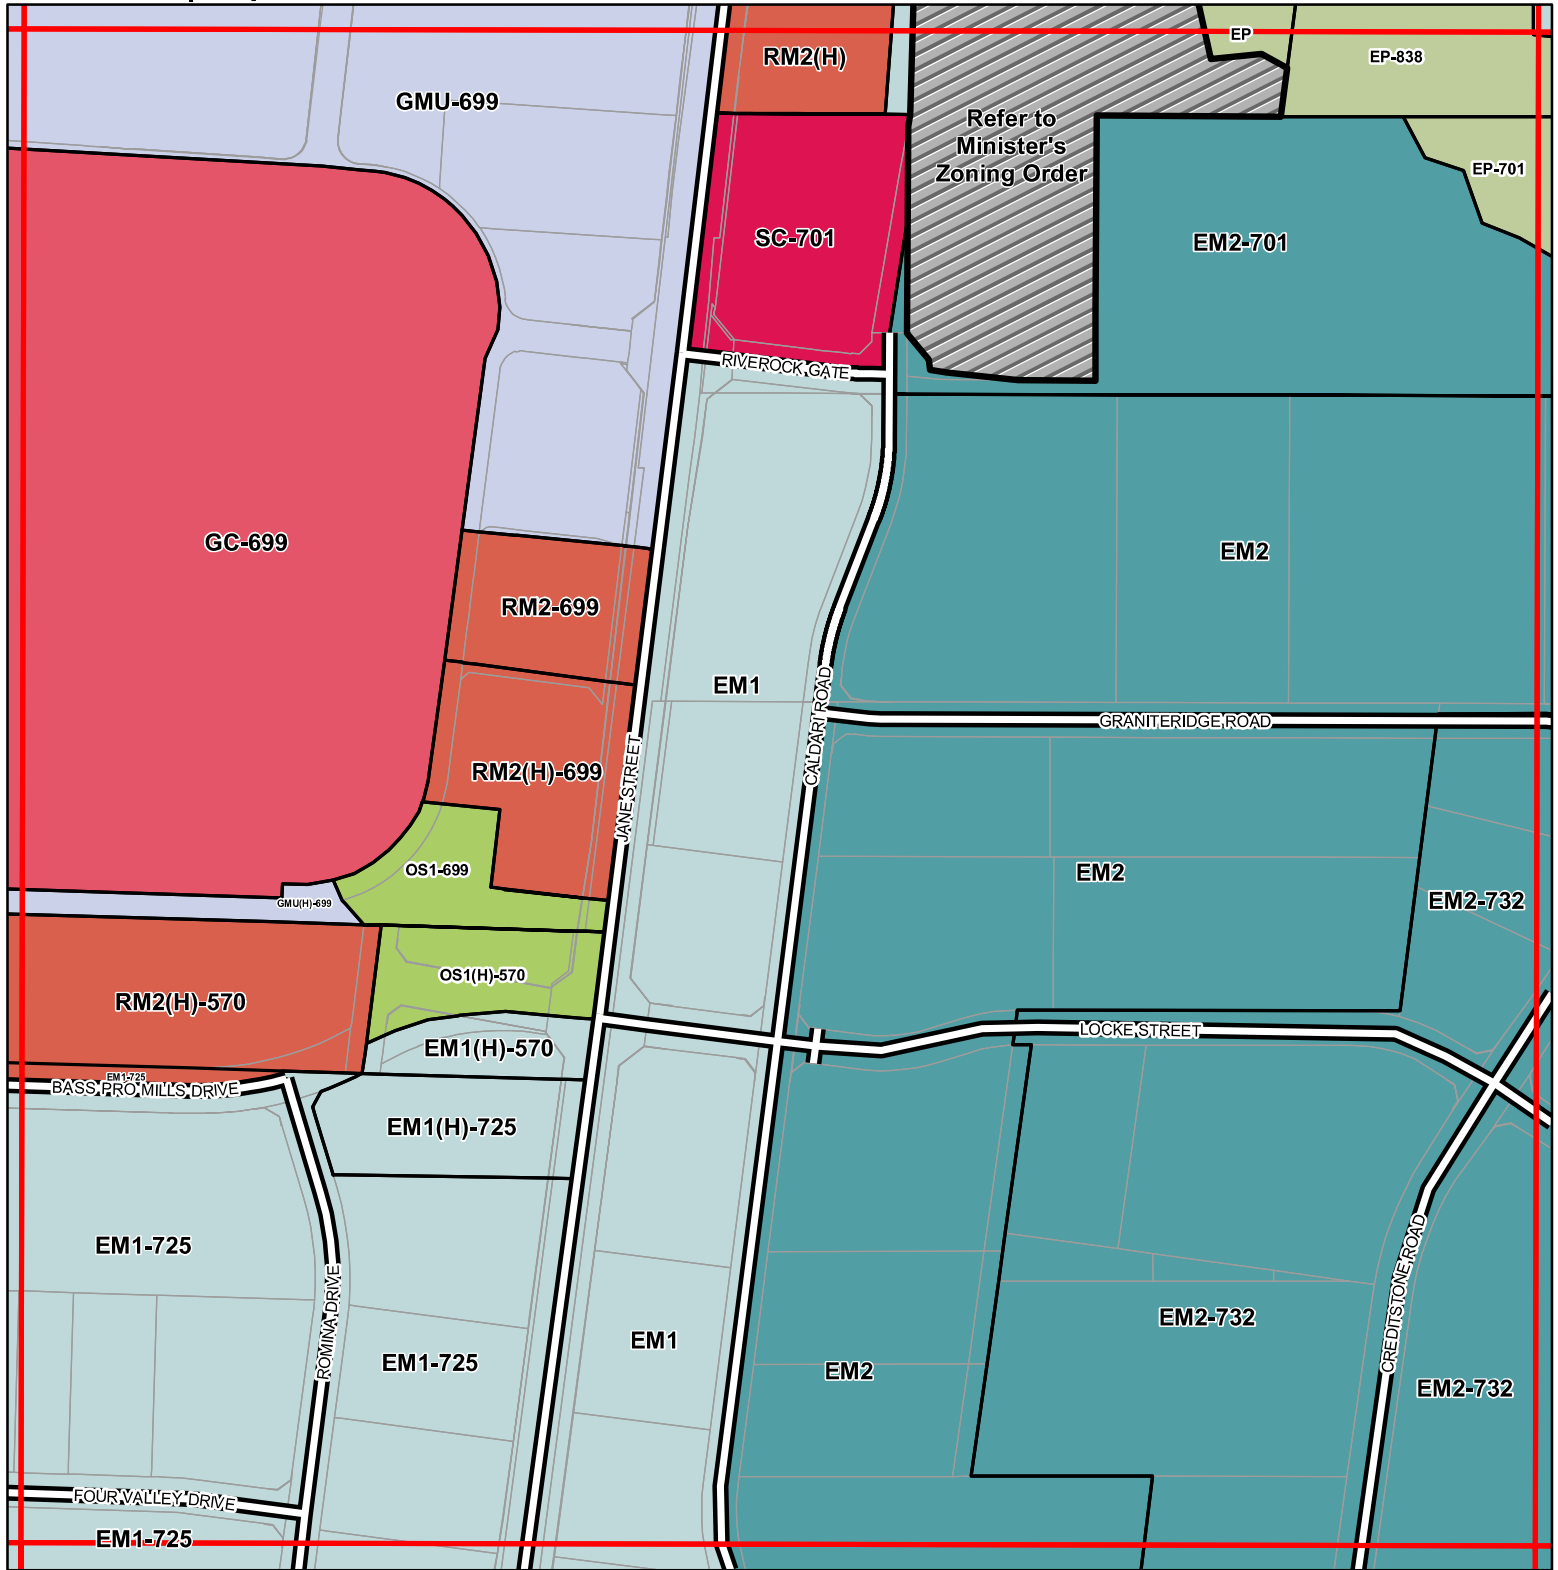 RM2(H)
EP
EP-838
GMU-699
Refer to
Minister's
Zoning Order
EP-701
SC-701
EM2-701
RIVEROCK GATE
GC-699
EM2
RM2-699
EM1
CALDARI ROAD
GRANITERIDGE ROAD
RM2(H)-699
JANE STREET
OS1-699
EM2
GMU(H)-699
EM2-732
OS1(H)-570
RM2(H)-570
LOCKE STREET
EM1(H)-570
EM1-725
BASS PRO MILLS DRIVE
EM1(H)-725
EM1-725
CREDITSTONE ROAD
ROMINA DRIVE
EM2-732
EM1
EM1-725
EM2
EM2-732
FOUR VALLEY DRIVE
EM1-725